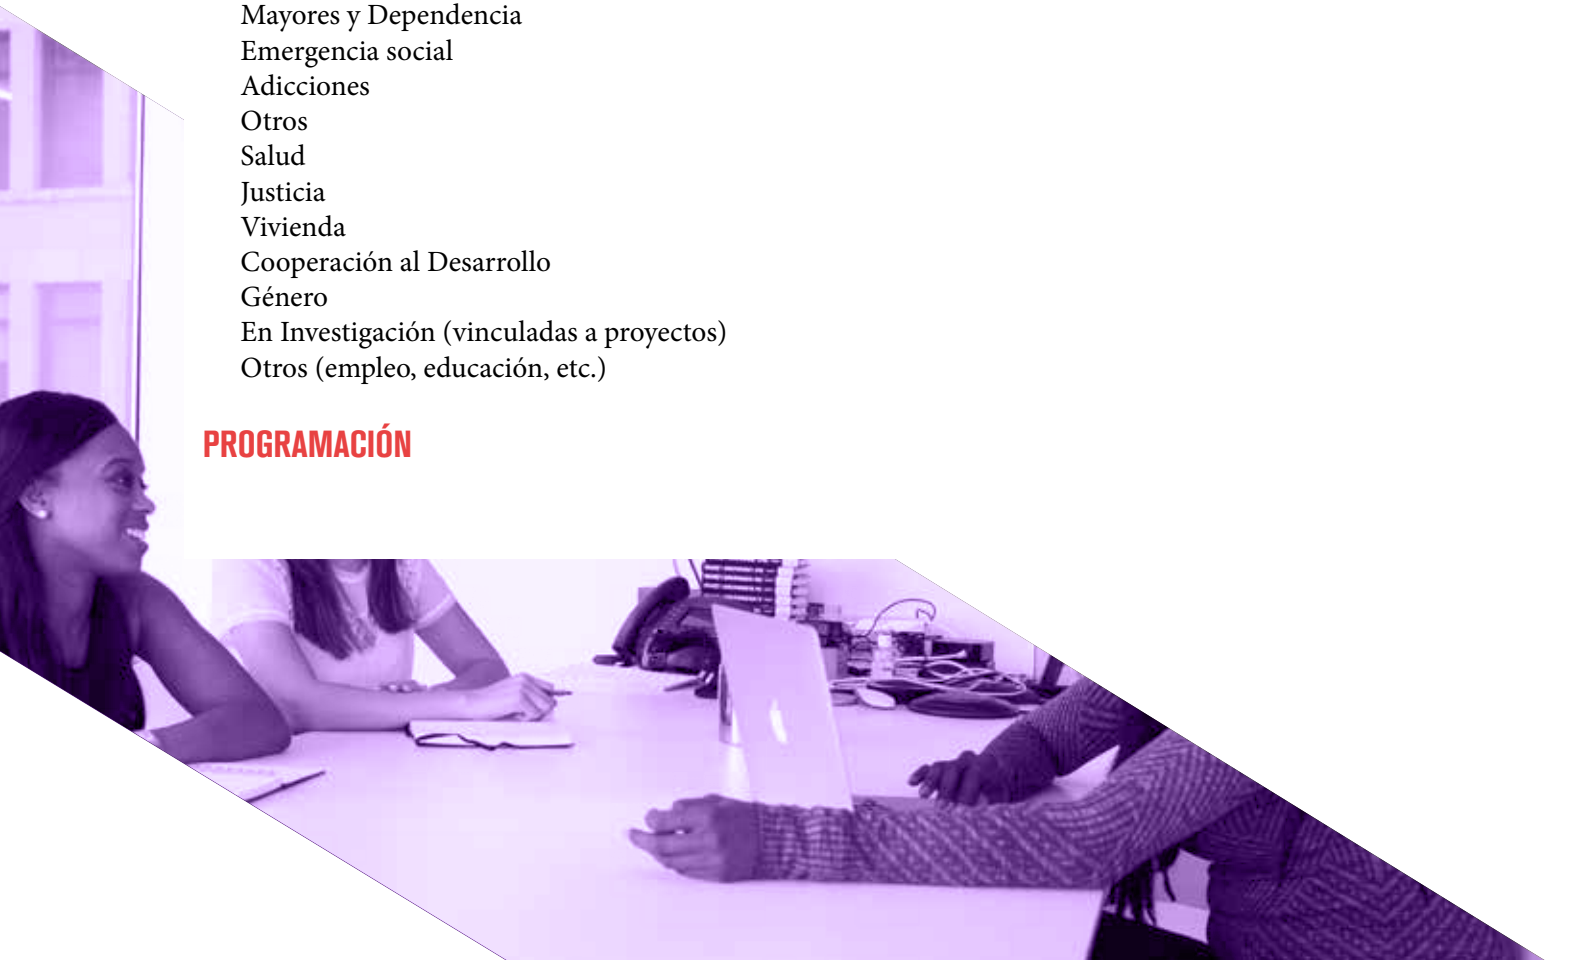 Mayores y Dependencia
Emergencia social
Adicciones
Otros
Salud
Justicia
Vivienda
Cooperación al Desarrollo
Género
En Investigación (vinculadas a proyectos)
Otros (empleo, educación, etc.)
PROGRAMACIÓN